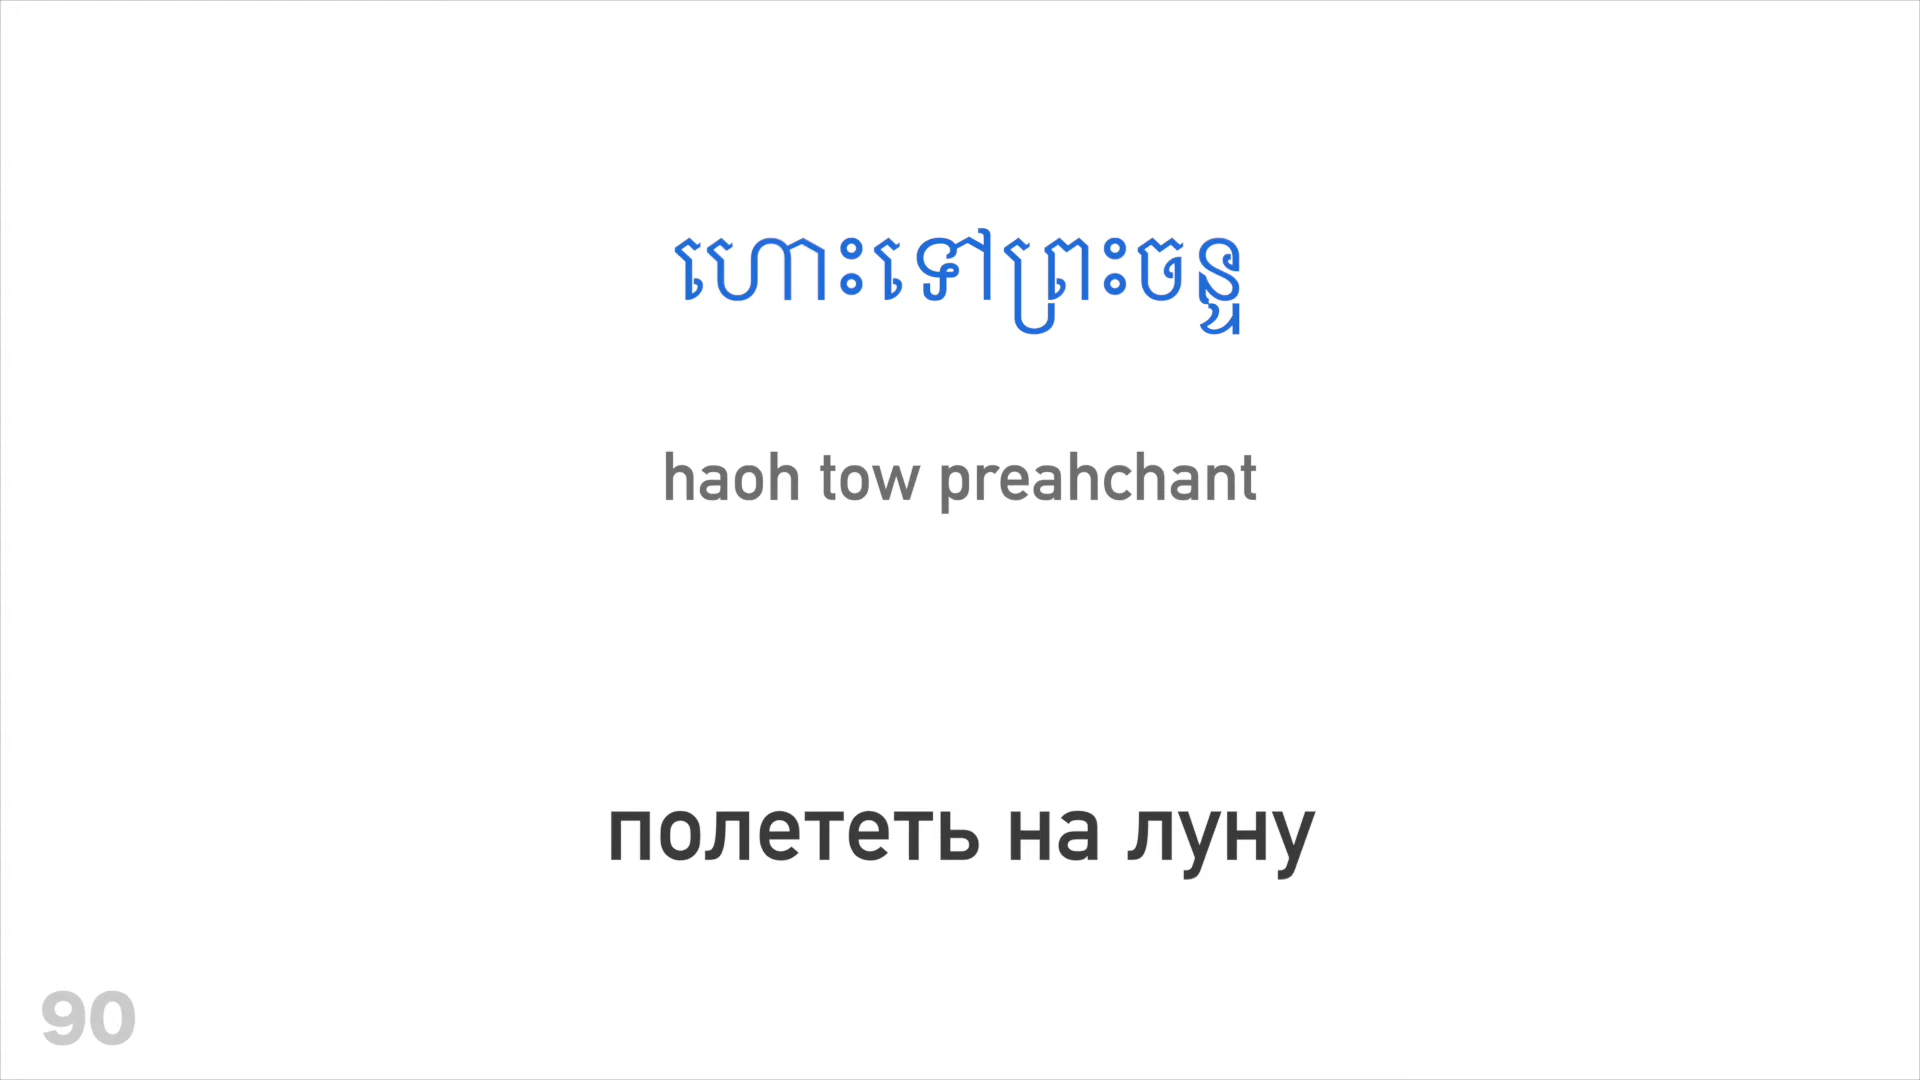 ហោះទៅព្រះចន្ទ
haoh tow preahchant
полететь на луну
90